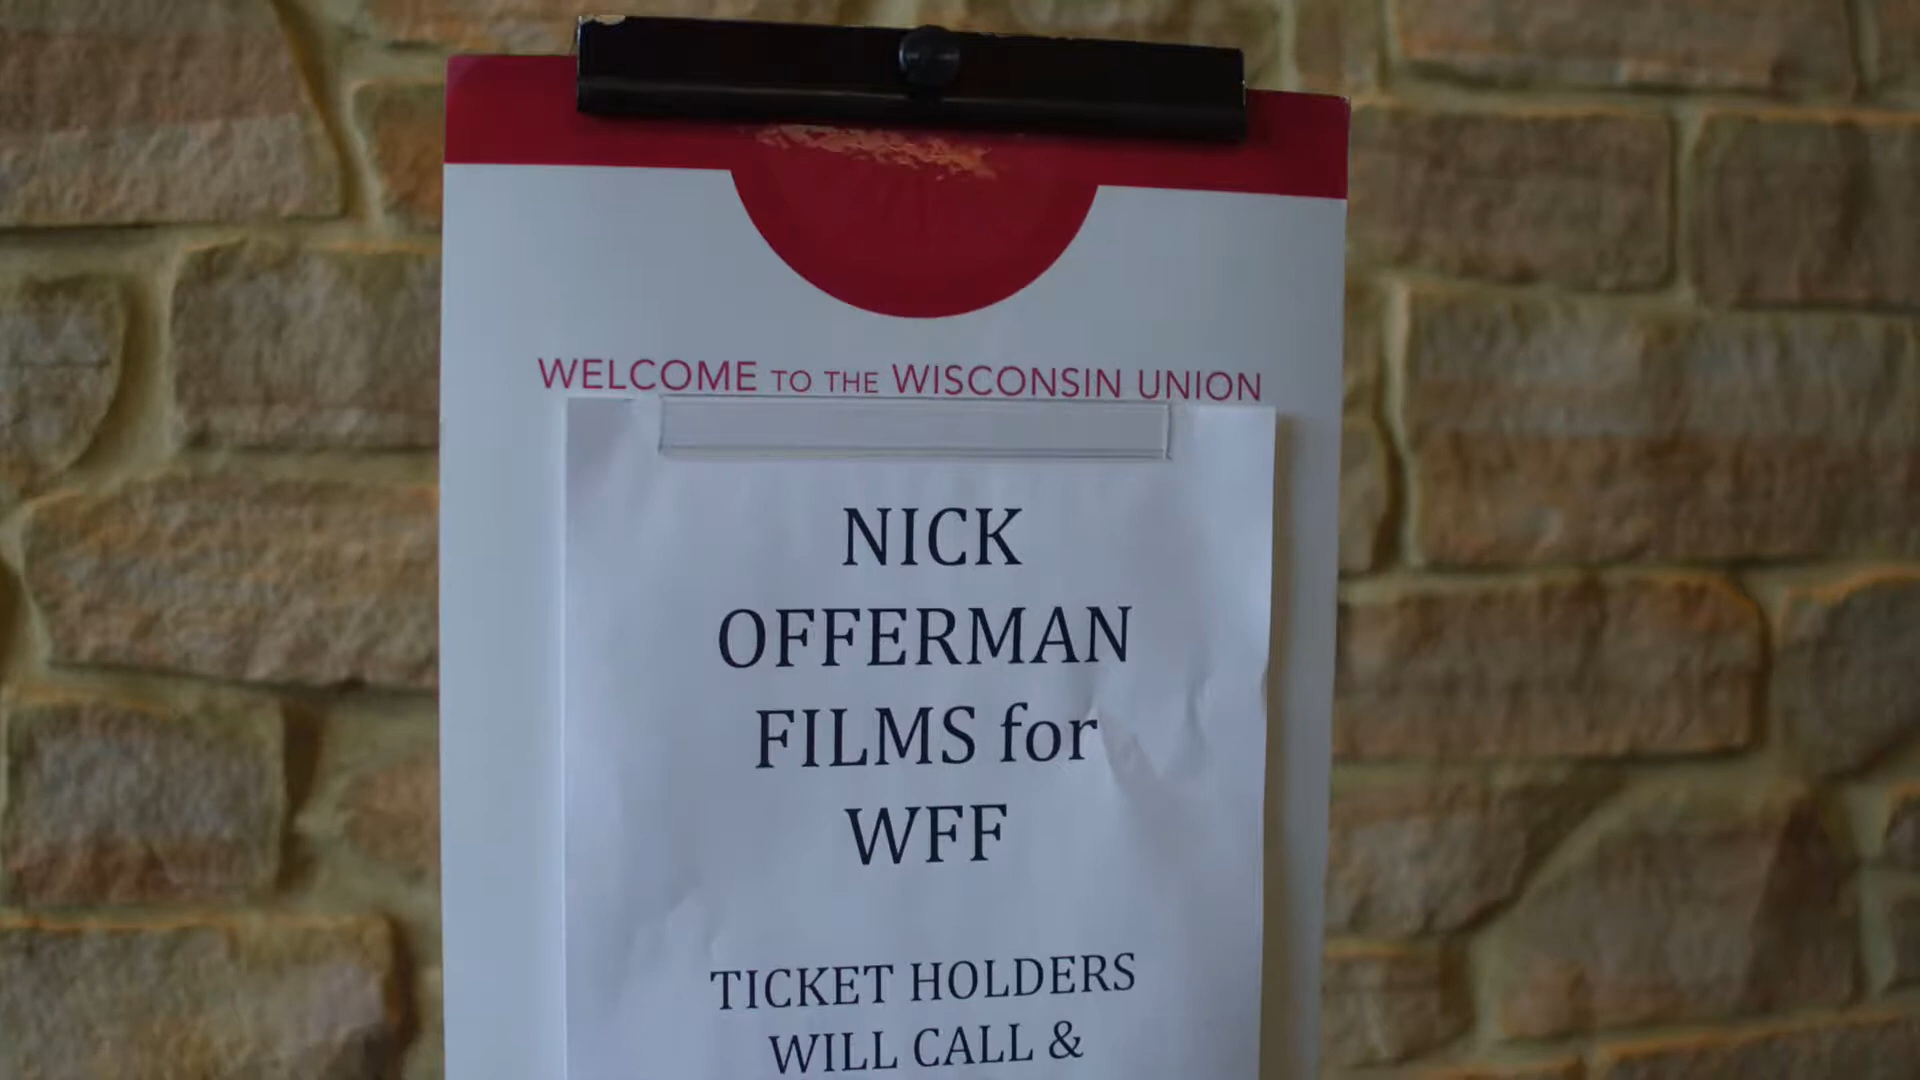 WELCOME TO THE WISCONSIN UNION
NICK
OFFERMAN
FILMS for
WFF
TICKET HOLDERS
WILL CALL &